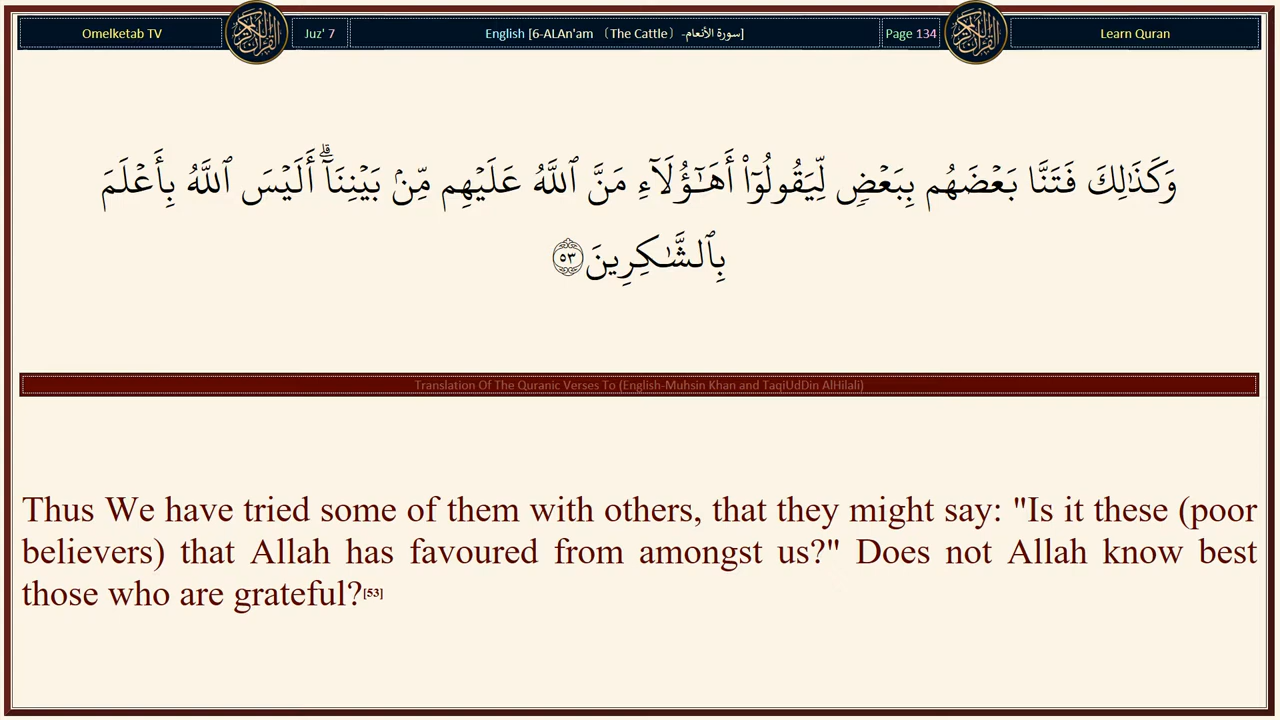 Omelketab TV
Juz' 7
English [6-ALAn'am （The Cattle）-سورة الأنعام]
Page 134
Learn Quran
وَكَذَٰلِكَ فَتَنَّا بَعۡضَهُم بِبَعۡضٖ لِّيَقُولُوٓاْ أَهَٰٓؤُلَآءِ مَنَّ ٱللَّهُ عَلَيۡهِم مِّنۢ بَيۡنِنَآۗ أَلَيۡسَ ٱللَّهُ بِأَعۡلَمَ
بِٱلشَّٰكِرِينَ ٥٣
Translation Of The Quranic Verses To (English-Muhsin Khan and TaqiUdDin AlHilali)
Thus We have tried some of them with others, that they might say: "Is it these (poor
believers) that Allah has favoured from amongst us?" Does not Allah know best
those who are grateful?[53]